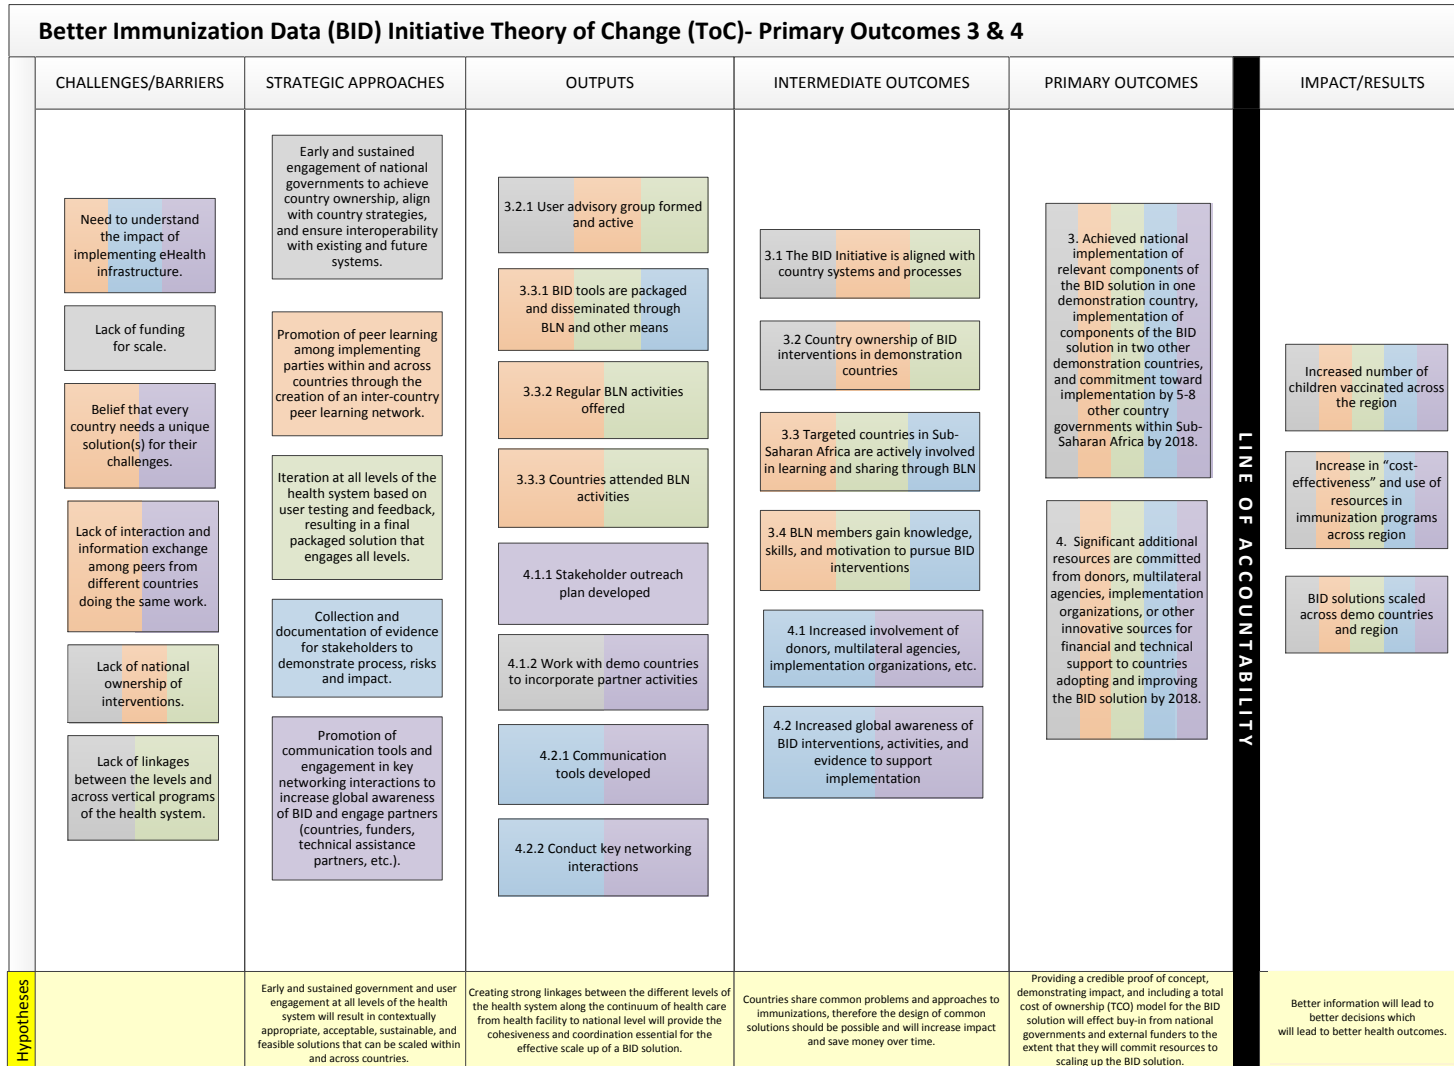 Better Immunization Data (BID) Initiative Theory of Change (ToC)- Primary Outcomes 3 & 4
CHALLENGES/BARRIERS
STRATEGIC APPROACHES
OUTPUTS
INTERMEDIATE OUTCOMES
PRIMARY OUTCOMES
IMPACT/RESULTS
Need to understand
the impact of
implementing eHealth
infrastructure.
Lack of funding
for scale.
Belief that every
country needs a unique
solution(s) for their
challenges.
Lack of interaction and
information exchange
among peers from
different countries
doing the same work.
Lack of national
ownership of
interventions.
Lack of linkages
between the levels and
across vertical programs
of the health system.
Early and sustained
engagement of national
governments to achieve
country ownership, align
with country strategies,
and ensure interoperability
with existing and future
systems.
Promotion of peer learning
among implementing
parties within and across
countries through the
creation of an inter-country
peer learning network.
Iteration at all levels of the
health system based on
user testing and feedback,
resulting in a final
packaged solution that
engages all levels.
Collection and
documentation of evidence
for stakeholders to
demonstrate process, risks
and impact.
Promotion of
communication tools and
engagement in key
networking interactions to
increase global awareness
of BID and engage partners
(countries, funders,
technical assistance
partners, etc.).
3.2.1 User advisory group formed
and active
3.3.1 BID tools are packaged
and disseminated through
BLN and other means
3.3.2 Regular BLN activities
offered
3.3.3 Countries attended BLN
activities
4.1.1 Stakeholder outreach
plan developed
4.1.2 Work with demo countries
to incorporate partner activities
4.2.1 Communication
tools developed
4.2.2 Conduct key networking
interactions
3.1 The BID Initiative is aligned with
country systems and processes
3.2 Country ownership of BID
interventions in demonstration
countries
3.3 Targeted countries in Sub-
Saharan Africa are actively involved
in learning and sharing through BLN
3.4 BLN members gain knowledge,
skills, and motivation to pursue BID
interventions
4.1 Increased involvement of
donors, multilateral agencies,
implementation organizations, etc.
4.2 Increased global awareness of
BID interventions, activities, and
evidence to support
implementation
3. Achieved national
implementation of
relevant components of
the BID solution in one
demonstration country,
implementation of
components of the BID
solution in two other
demonstration countries,
and commitment toward
implementation by 5-8
other country
governments within Sub-
Saharan Africa by 2018.
4. Significant additional
resources are committed
from donors, multilateral
agencies, implementation
organizations, or other
innovative sources for
financial and technical
support to countries
adopting and improving
the BID solution by 2018.
LINE OF ACCOUNTABILITY
Increased number of
children vaccinated across
the region
Increase in “cost-
effectiveness” and use of
resources in
immunization programs
across region
BID solutions scaled
across demo countries
and region
Hypotheses
Early and sustained government and user
engagement at all levels of the health
system will result in contextually
appropriate, acceptable, sustainable, and
feasible solutions that can be scaled within
and across countries.
Creating strong linkages between the different levels of
the health system along the continuum of health care
from health facility to national level will provide the
cohesiveness and coordination essential for the
effective scale up of a BID solution.
Countries share common problems and approaches to
immunizations, therefore the design of common
solutions should be possible and will increase impact
and save money over time.
Providing a credible proof of concept,
demonstrating impact, and including a total
cost of ownership (TCO) model for the BID
solution will effect buy-in from national
governments and external funders to the
extent that they will commit resources to
scaling up the BID solution.
Better information will lead to
better decisions which
will lead to better health outcomes.